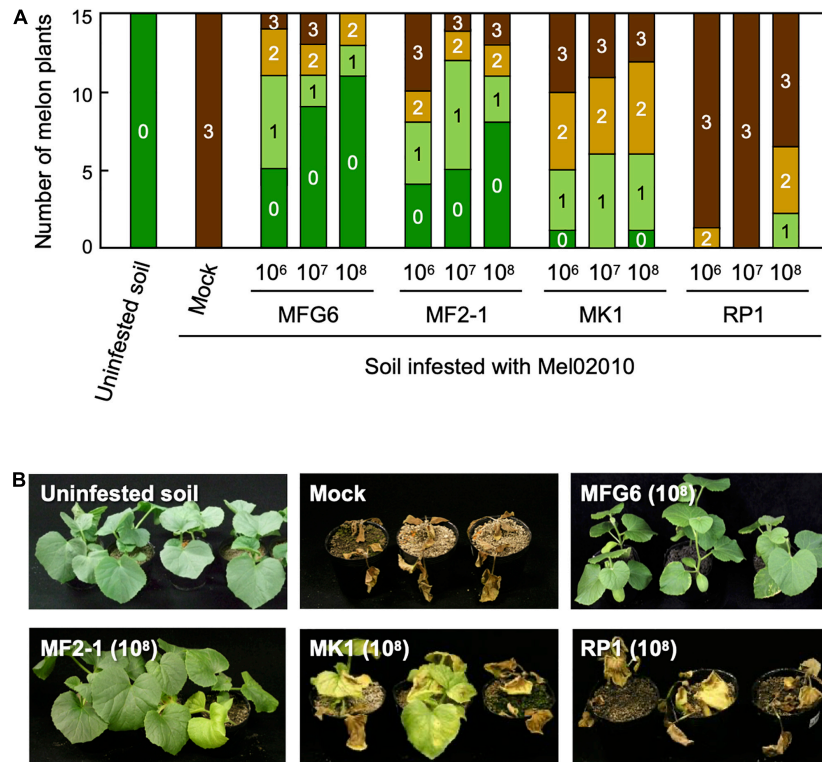 A
Number of melon plants
15
10
5
0
0
3
3
2
1
0
3
2
1
0
2
1
0
3
2
1
0
3
2
1
0
3
2
1
0
3
2
1
0
3
2
1
3
2
1
0
3
2
3
3
2
1
Uninfested soil
Mock
10⁶ 10⁷ 10⁸
10⁶ 10⁷ 10⁸
10⁶ 10⁷ 10⁸
10⁶ 10⁷ 10⁸
MFG6
MF2-1
MK1
RP1
Soil infested with Mel02010
B
Uninfested soil
Mock
MFG6 (10⁸)
MF2-1 (10⁸)
MK1 (10⁸)
RP1 (10⁸)